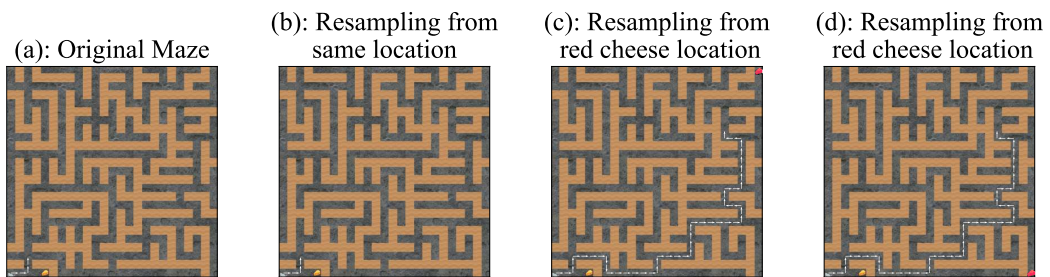 (a): Original Maze
(b): Resampling from
same location
(c): Resampling from
red cheese location
(d): Resampling from
red cheese location